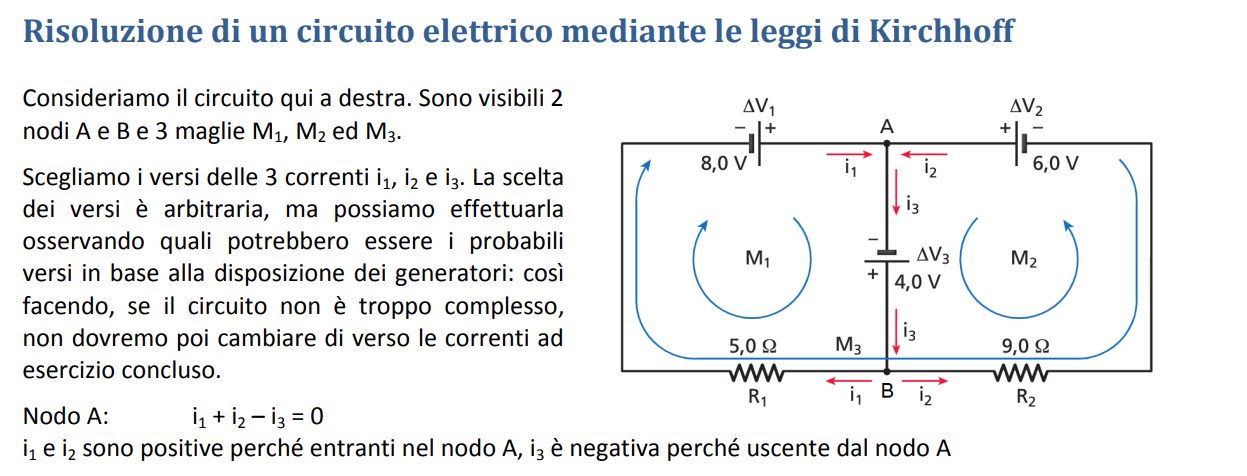 Risoluzione di un circuito elettrico mediante le leggi di Kirchhoff
Consideriamo il circuito qui a destra. Sono visibili 2
nodi A e B e 3 maglie M₁, M₂ ed M₃.
Scegliamo i versi delle 3 correnti i₁, i₂ e i₃. La scelta
dei versi è arbitraria, ma possiamo effettuarla
osservando quali potrebbero essere i probabili
versi in base alla disposizione dei generatori: così
facendo, se il circuito non è troppo complesso,
non dovremo poi cambiare di verso le correnti ad
esercizio concluso.
Nodo A: i₁ + i₂ – i₃ = 0
i₁ e i₂ sono positive perché entranti nel nodo A, i₃ è negativa perché uscente dal nodo A
ΔV₁
− +
8,0 V
A
i₁
i₂
i₃
ΔV₂
+ −
6,0 V
M₁
−
ΔV₃
+
4,0 V
M₂
5,0 Ω
M₃
i₃
9,0 Ω
R₁
i₁
B
i₂
R₂